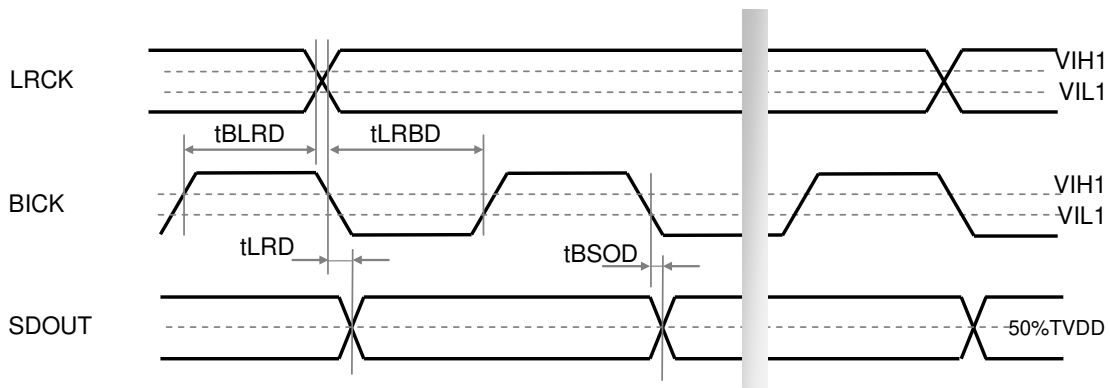 LRCK
VIH1
VIL1
tBLRD
tLRBD
BICK
VIH1
VIL1
tLRD
tBSOD
SDOUT
50%TVDD